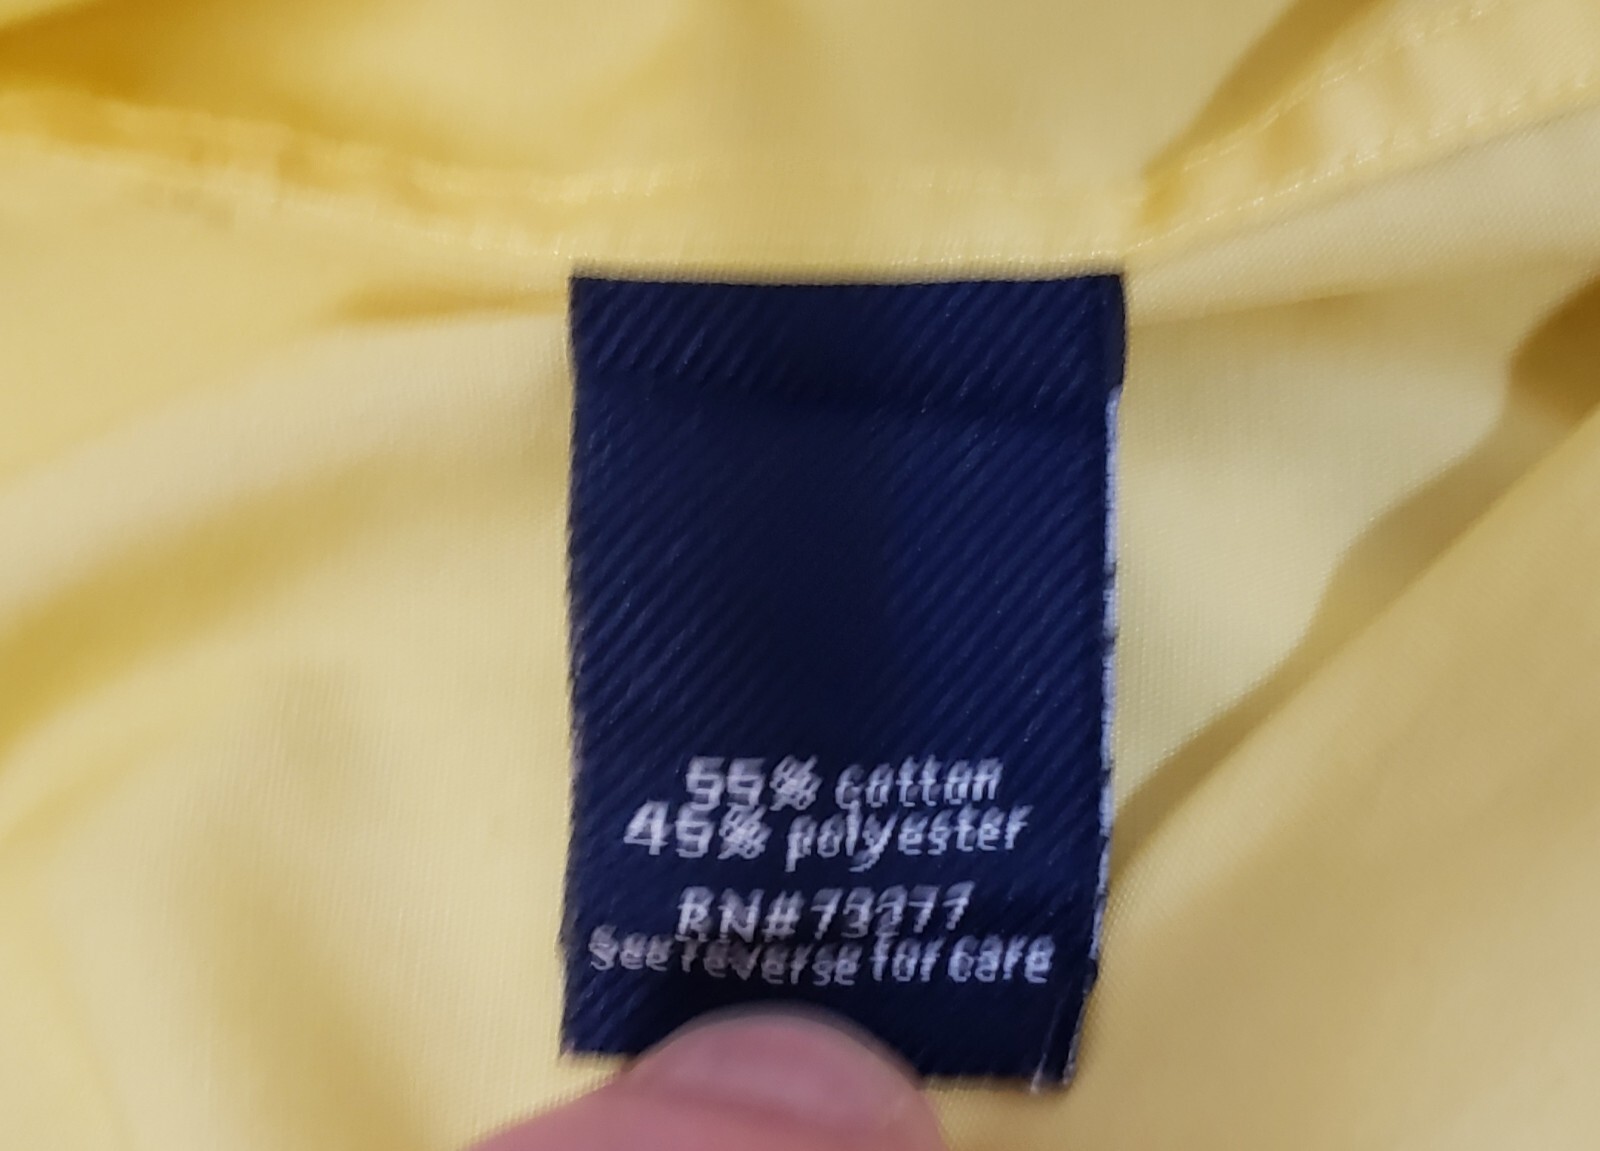 55% cotton
45% polyester
RN#73277
See reverse for care